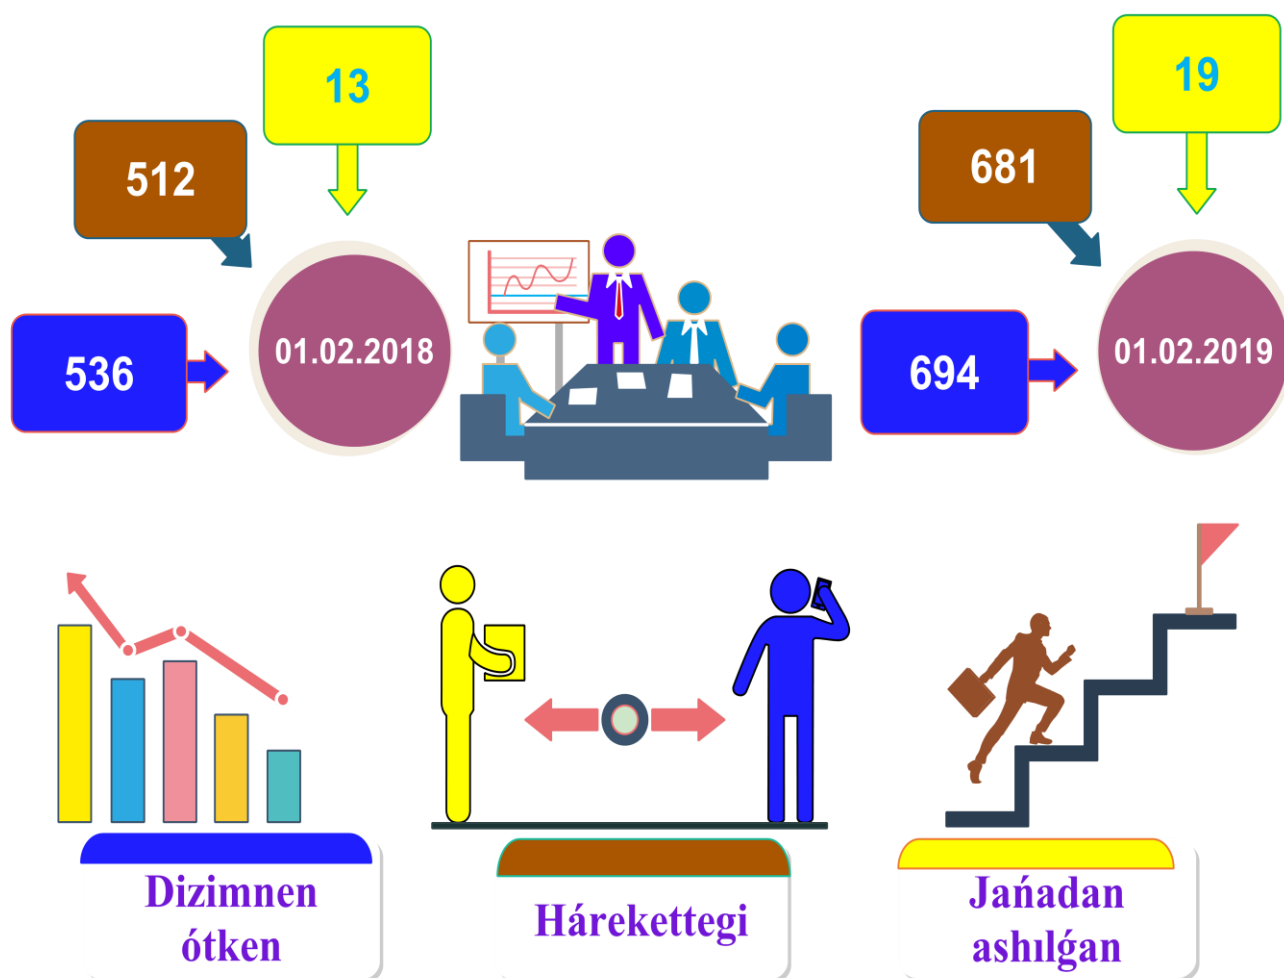 13
512
536
01.02.2018
19
681
694
01.02.2019
Dizimnen
ótken
Hárekettegi
Jańadan
ashılǵan